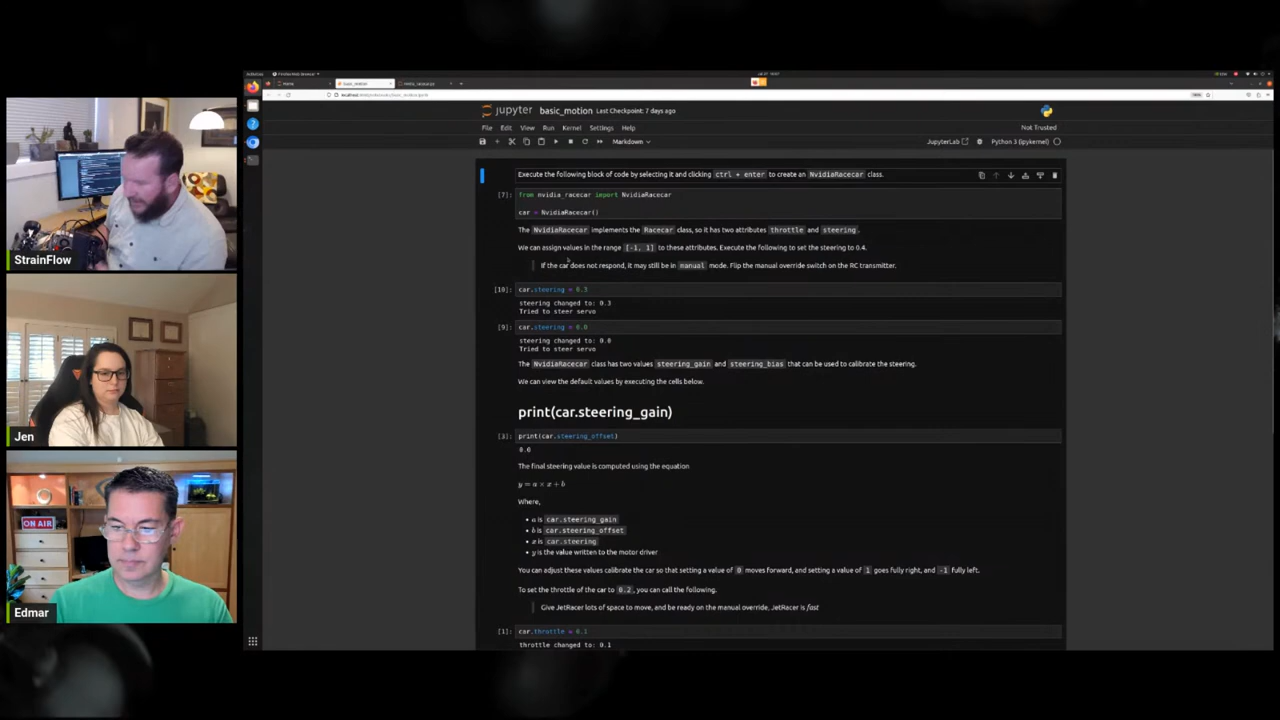 StrainFlow
Jen
ON AIR
Edmar
basic_motion
jupyter basic_motion Last Checkpoint: 7 days ago
File Edit View Run Kernel Settings Help
Not Trusted
Markdown
JupyterLab
Python 3 (ipykernel)
Execute the following block of code by selecting it and clicking ctrl + enter to create an NvidiaRacecar class.
[7]: from nvidia_racecar import NvidiaRacecar
car = NvidiaRacecar()
The NvidiaRacecar implements the Racecar class, so it has two attributes throttle and steering.
We can assign values in the range [-1, 1] to these attributes. Execute the following to set the steering to 0.4.
If the car does not respond, it may still be in manual mode. Flip the manual override switch on the RC transmitter.
[10]: car.steering = 0.3
steering changed to: 0.3
Tried to steer servo
[9]: car.steering = 0.0
steering changed to: 0.0
Tried to steer servo
The NvidiaRacecar class has two values steering_gain and steering_bias that can be used to calibrate the steering.
We can view the default values by executing the cells below.
print(car.steering_gain)
[3]: print(car.steering_offset)
0.0
The final steering value is computed using the equation
y = a × x + b
Where,
• a is car.steering_gain
• b is car.steering_offset
• x is car.steering
• y is the value written to the motor driver
You can adjust these values calibrate the car so that setting a value of 0 moves forward, and setting a value of 1 goes fully right, and -1 fully left.
To set the throttle of the car to 0.2, you can call the following.
Give JetRacer lots of space to move, and be ready on the manual override, JetRacer is fast
[1]: car.throttle = 0.1
throttle changed to: 0.1